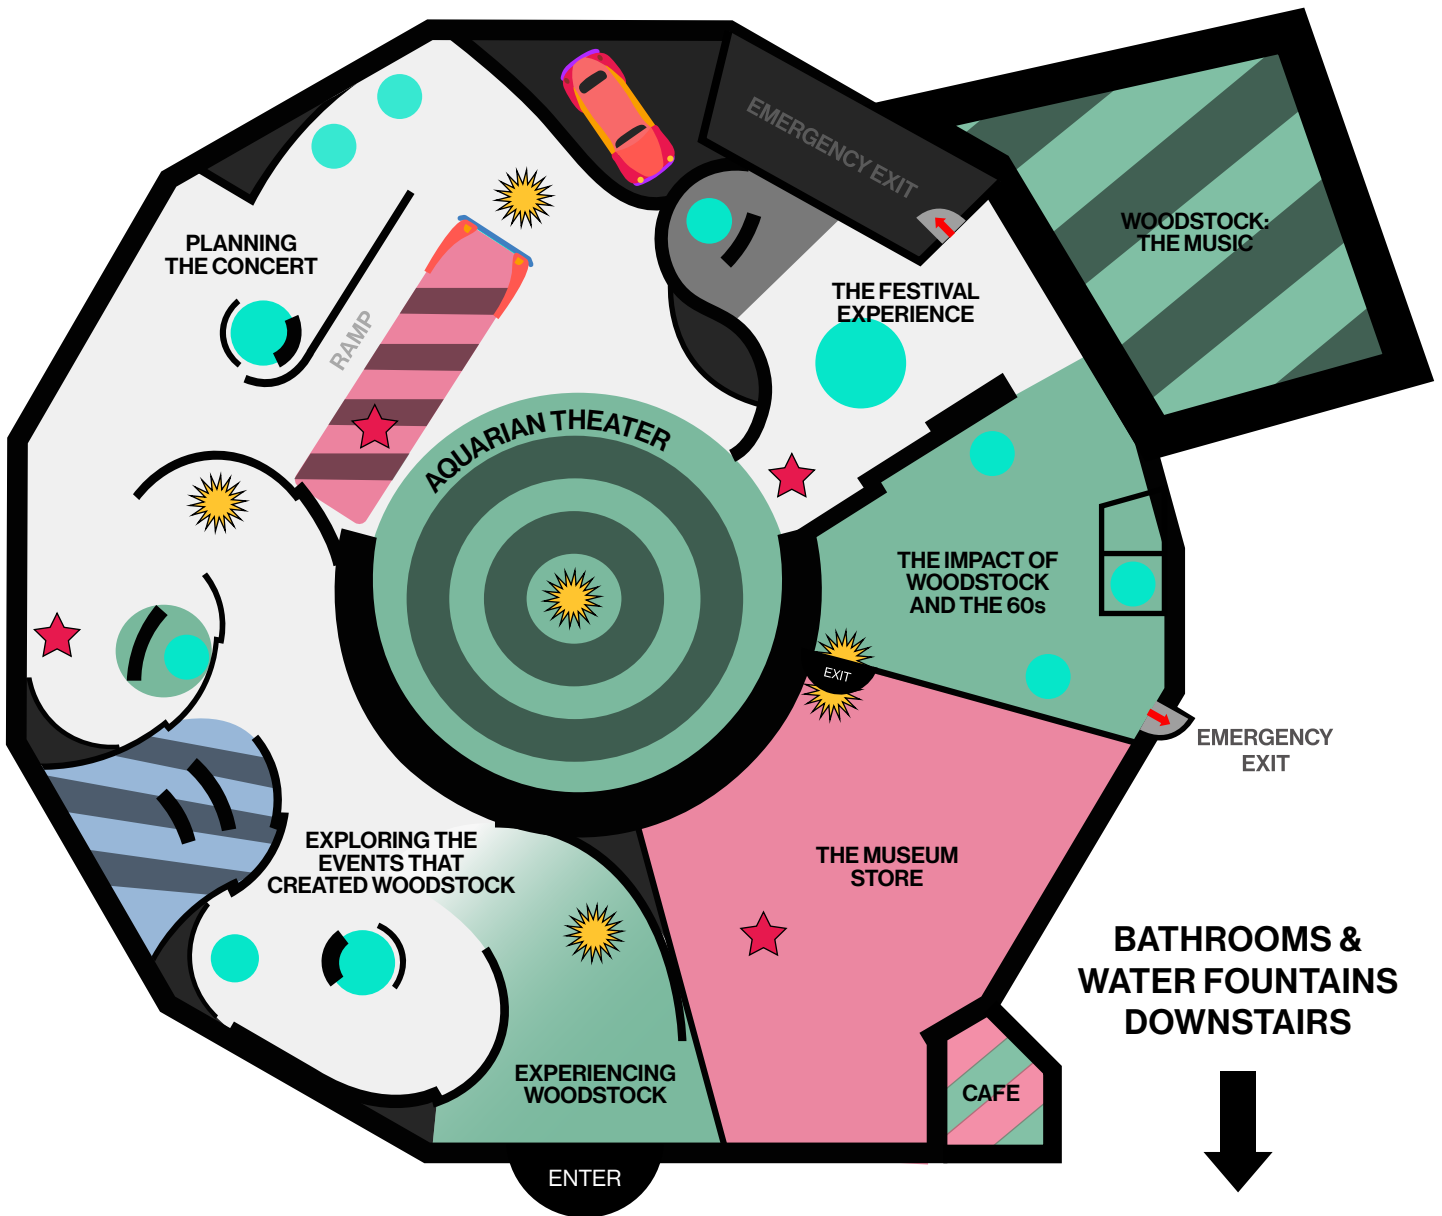 EMERGENCY EXIT
WOODSTOCK:
THE MUSIC
PLANNING
THE CONCERT
THE FESTIVAL
EXPERIENCE
RAMP
AQUARIAN THEATER
THE IMPACT OF
WOODSTOCK
AND THE 60s
EXIT
EMERGENCY
EXIT
EXPLORING THE
EVENTS THAT
CREATED WOODSTOCK
THE MUSEUM
STORE
BATHROOMS &
WATER FOUNTAINS
DOWNSTAIRS
EXPERIENCING
WOODSTOCK
CAFE
ENTER